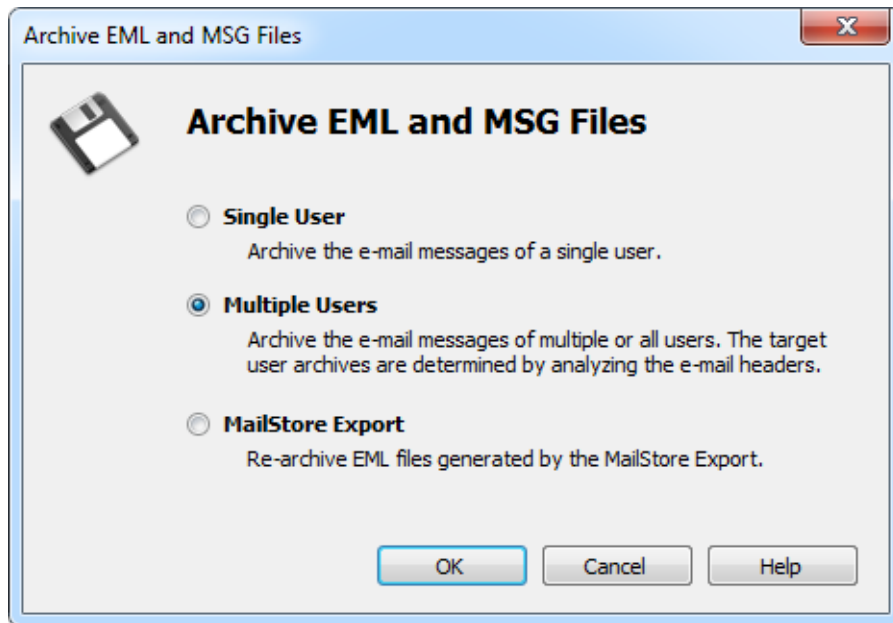 Archive EML and MSG Files
Archive EML and MSG Files
Single User
Archive the e-mail messages of a single user.
Multiple Users
Archive the e-mail messages of multiple or all users. The target
user archives are determined by analyzing the e-mail headers.
MailStore Export
Re-archive EML files generated by the MailStore Export.
OK Cancel Help